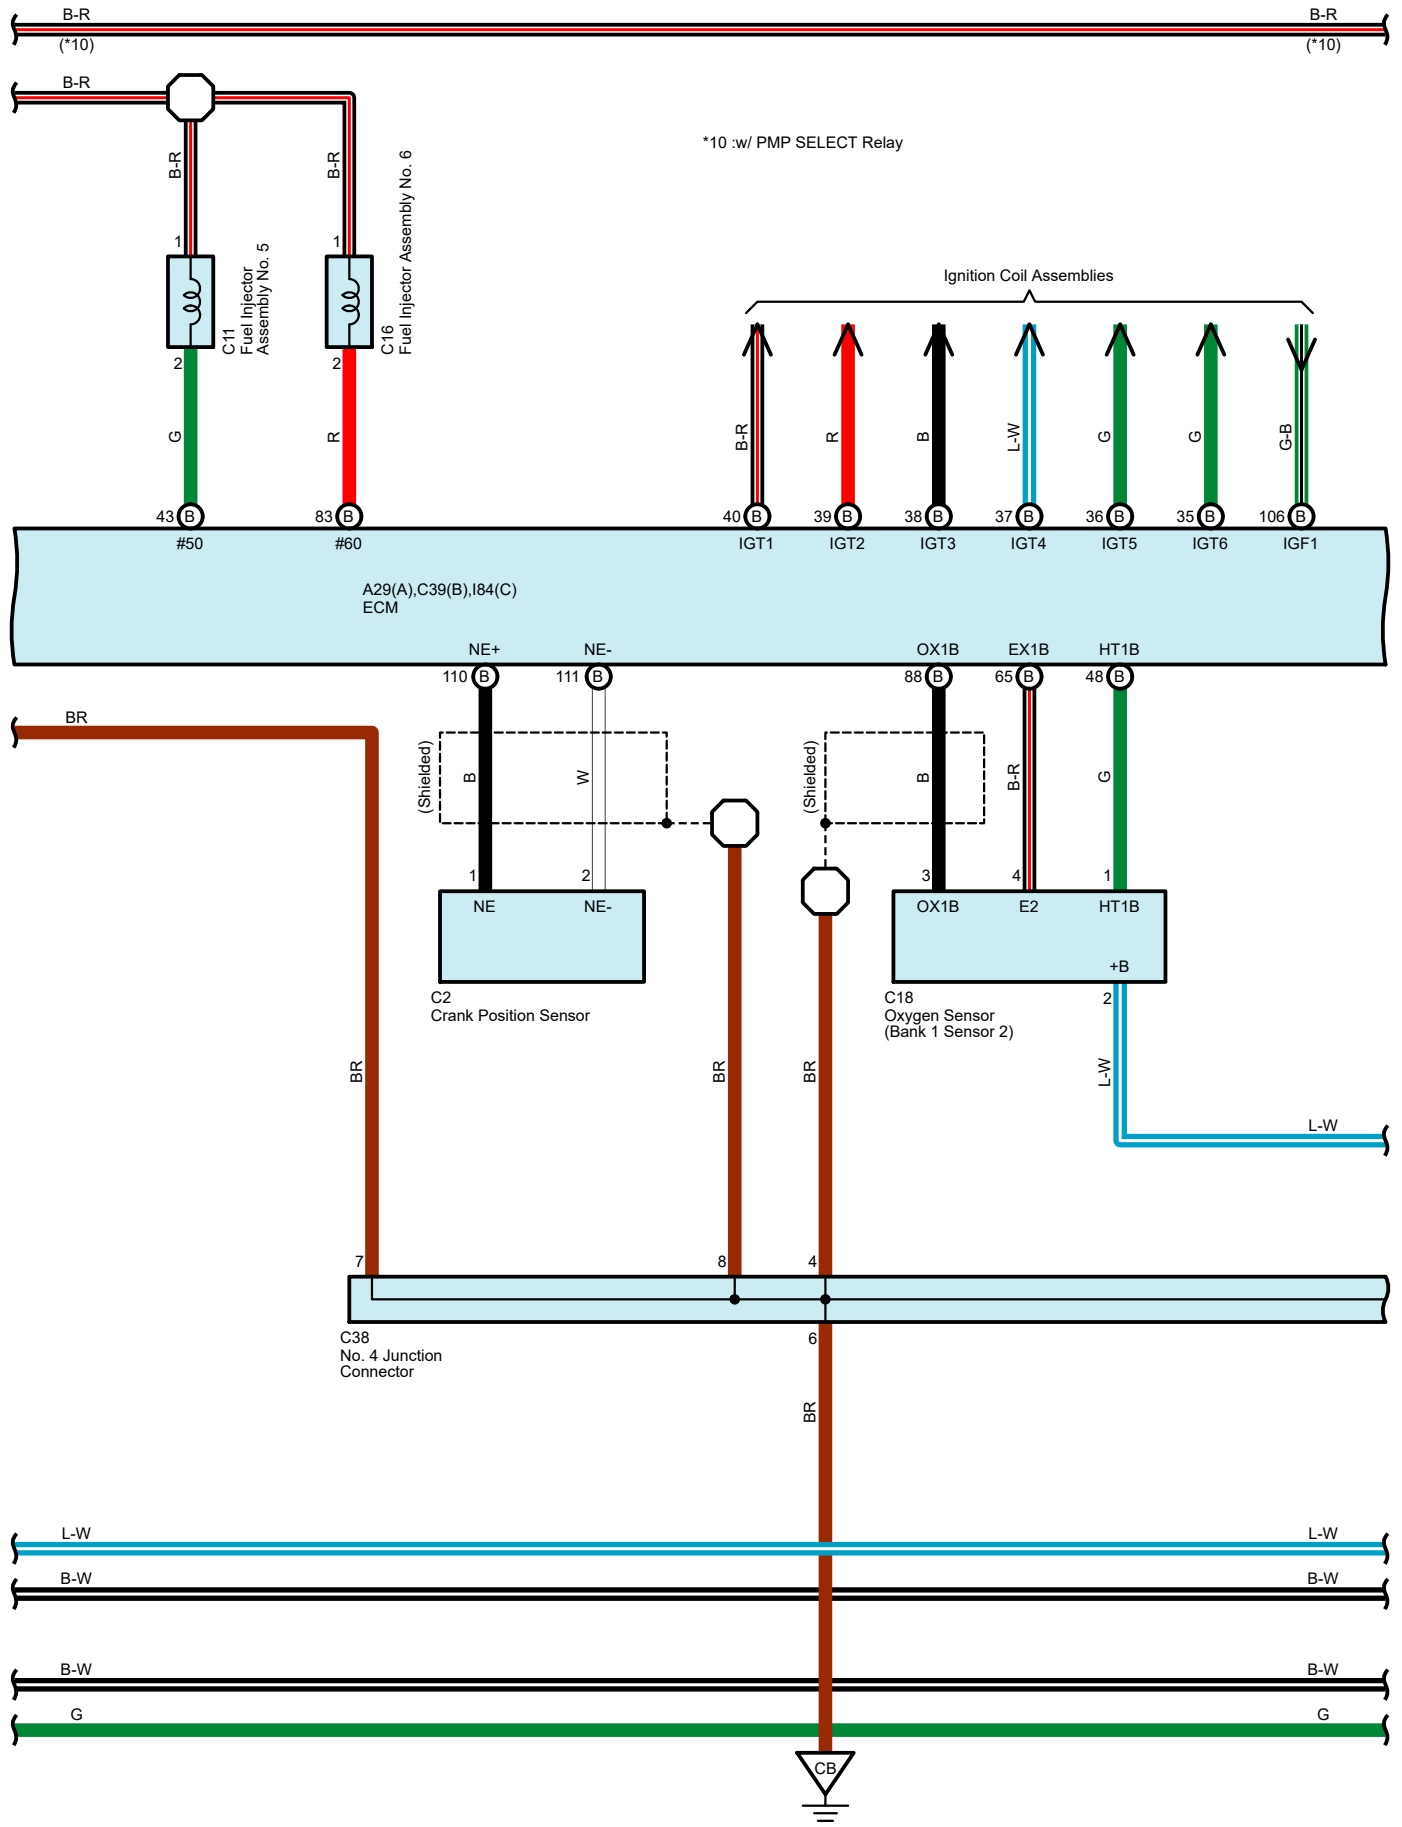 B-R
B-R
(*10)
(*10)
B-R
*10 :w/ PMP SELECT Relay
B-R
B-R
1
1
C11
Fuel Injector
Assembly No. 5
C16
Fuel Injector Assembly No. 6
2
2
G
R
Ignition Coil Assemblies
B-R
R
B
L-W
G
G
G-B
43 B
83 B
40 B
39 B
38 B
37 B
36 B
35 B
106 B
#50
#60
IGT1
IGT2
IGT3
IGT4
IGT5
IGT6
IGF1
A29(A),C39(B),I84(C)
ECM
NE+
NE-
OX1B
EX1B
HT1B
110 B
111 B
88 B
65 B
48 B
BR
(Shielded)
B
W
(Shielded)
B
B-R
G
1
2
3
4
1
NE
NE-
OX1B
E2
HT1B
+B
C2
Crank Position Sensor
C18
Oxygen Sensor
(Bank 1 Sensor 2)
2
BR
BR
BR
L-W
L-W
7
8
4
C38
No. 4 Junction
Connector
6
BR
L-W
L-W
B-W
B-W
B-W
B-W
G
G
CB